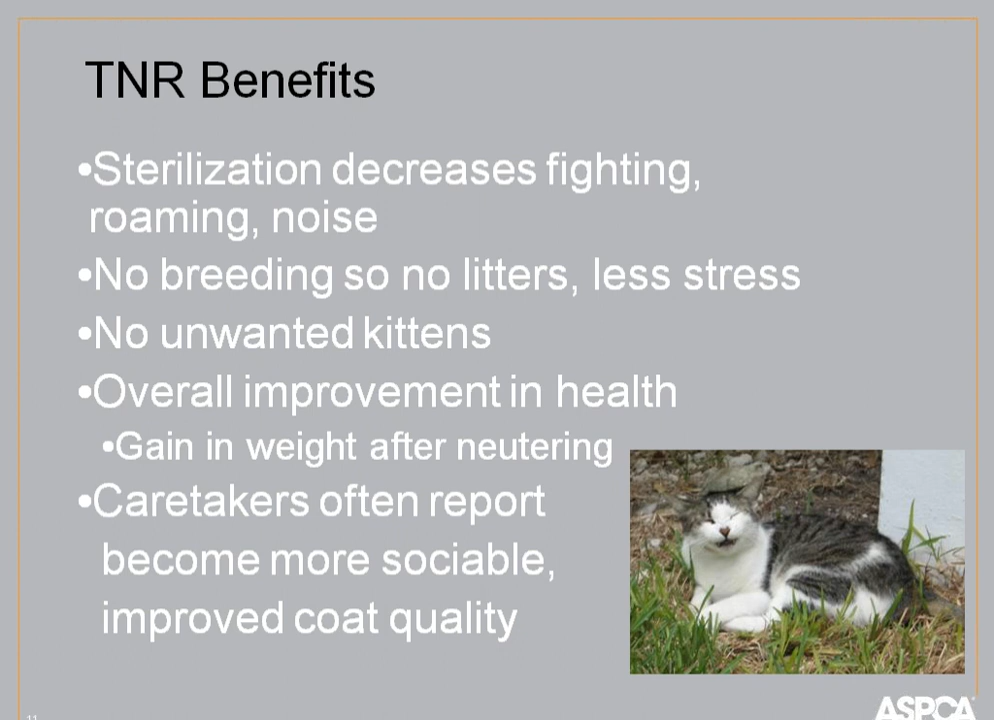 TNR Benefits
•Sterilization decreases fighting,
roaming, noise
•No breeding so no litters, less stress
•No unwanted kittens
•Overall improvement in health
•Gain in weight after neutering
•Caretakers often report
become more sociable,
improved coat quality
11
ASPCA